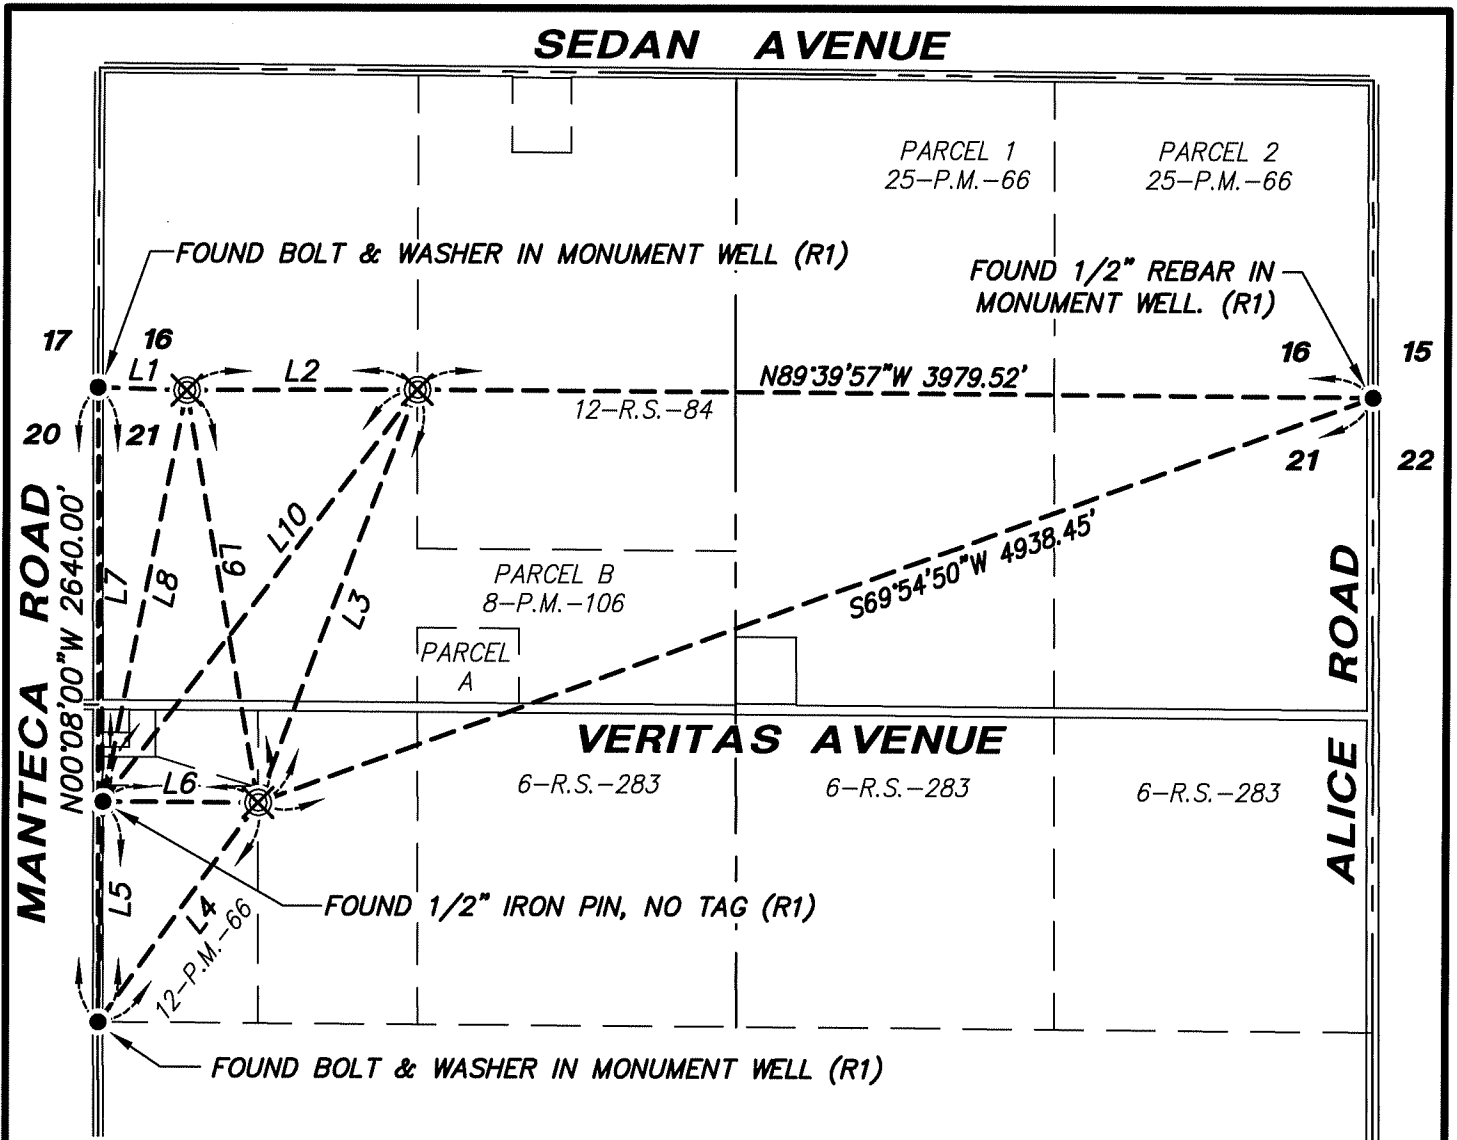 SEDAN AVENUE
PARCEL 1
25-P.M.-66
PARCEL 2
25-P.M.-66
FOUND BOLT & WASHER IN MONUMENT WELL (R1)
FOUND 1/2" REBAR IN
MONUMENT WELL. (R1)
17
16
L1
L2
N89°39'57"W 3979.52'
16
15
12-R.S.-84
20
21
21
22
MANTECA ROAD
N00°08'00"W 2640.00'
L7
L8
L9
L10
L3
S69°54'50"W 4938.45'
PARCEL B
8-P.M.-106
PARCEL
A
ALICE ROAD
VERITAS AVENUE
L6
6-R.S.-283
6-R.S.-283
6-R.S.-283
L5
L4
12-P.M.-66
FOUND 1/2" IRON PIN, NO TAG (R1)
FOUND BOLT & WASHER IN MONUMENT WELL (R1)